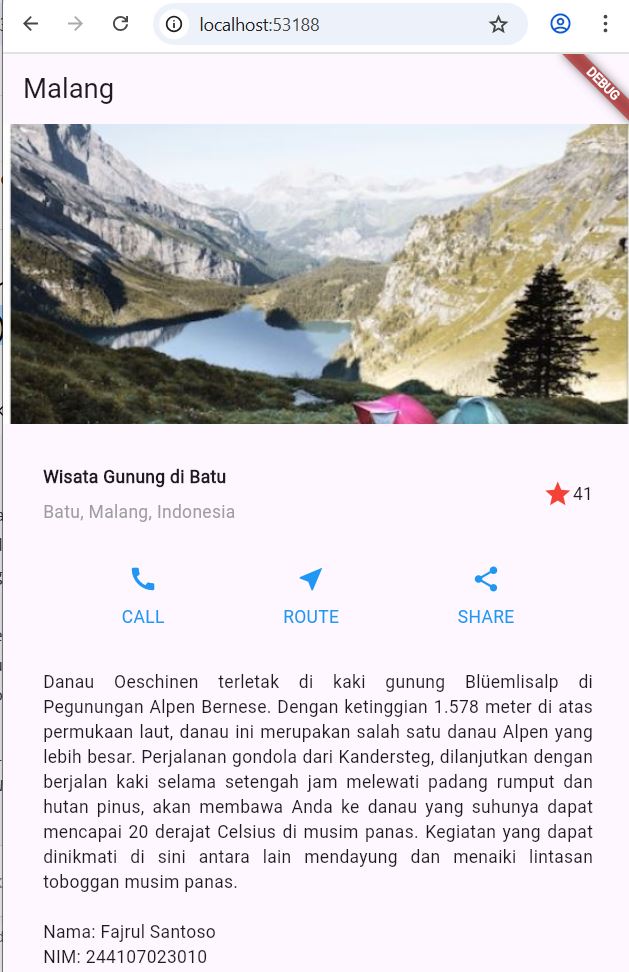 localhost:53188
Malang
DEBUG
Wisata Gunung di Batu
Batu, Malang, Indonesia
41
CALL
ROUTE
SHARE
Danau Oeschinen terletak di kaki gunung Blüemlisalp di
Pegunungan Alpen Bernese. Dengan ketinggian 1.578 meter di atas
permukaan laut, danau ini merupakan salah satu danau Alpen yang
lebih besar. Perjalanan gondola dari Kandersteg, dilanjutkan dengan
berjalan kaki selama setengah jam melewati padang rumput dan
hutan pinus, akan membawa Anda ke danau yang suhunya dapat
mencapai 20 derajat Celsius di musim panas. Kegiatan yang dapat
dinikmati di sini antara lain mendayung dan menaiki lintasan
toboggan musim panas.
Nama: Fajrul Santoso
NIM: 244107023010